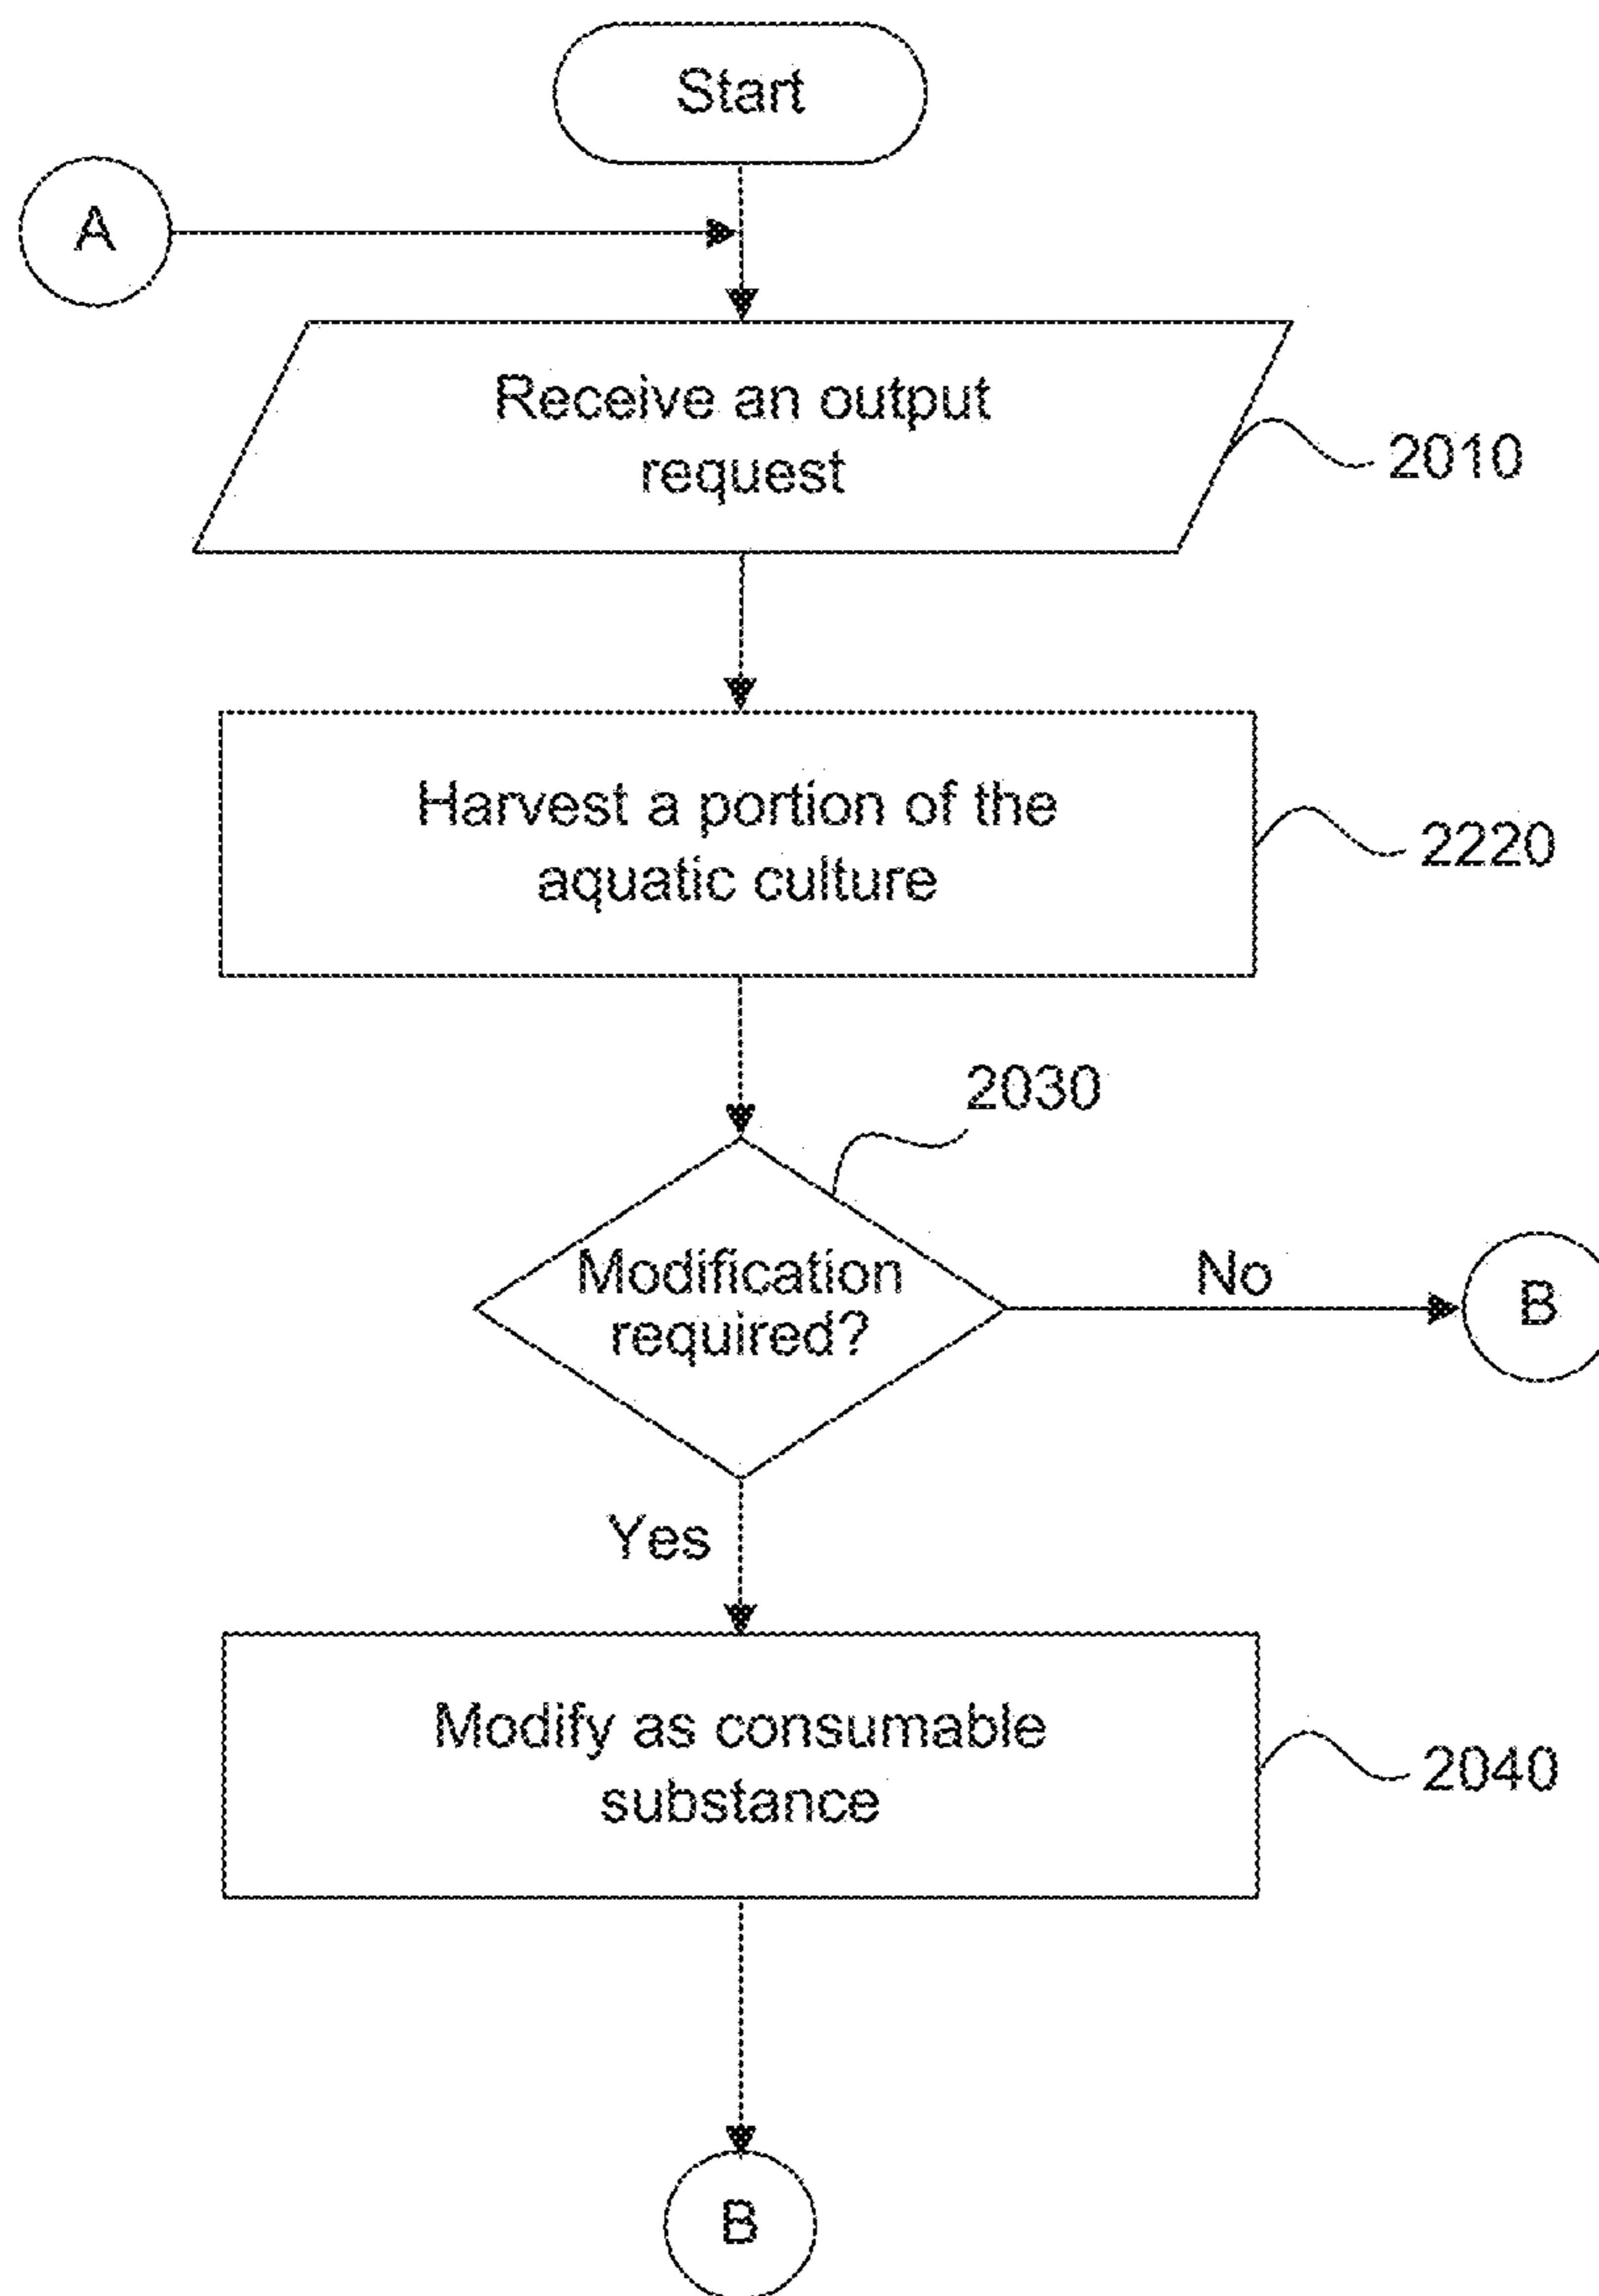 Start
A
Receive an output
request
2010
Harvest a portion of the
aquatic culture
2220
2030
Modification
required?
No
B
Yes
Modify as consumable
substance
2040
B